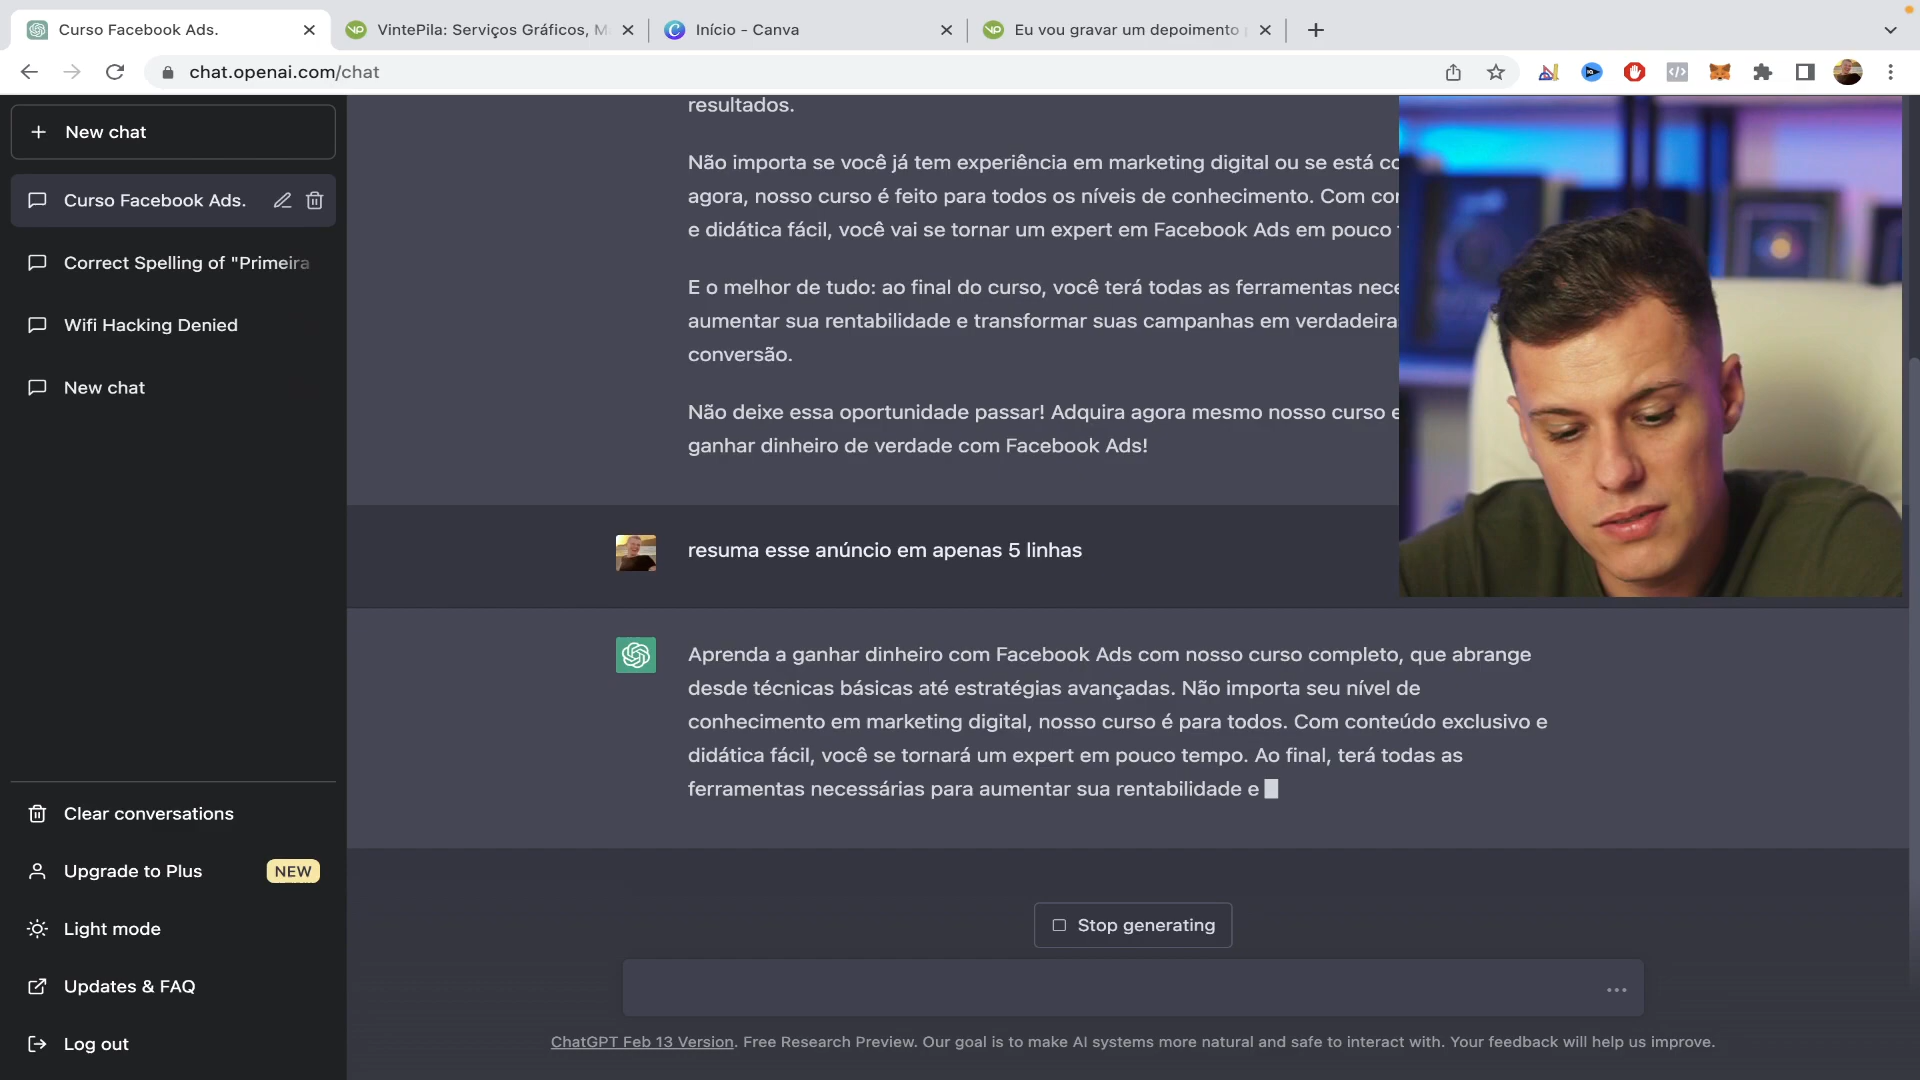 Curso Facebook Ads.
VintePila: Serviços Gráficos, M
Início - Canva
Eu vou gravar um depoimento
chat.openai.com/chat
New chat
Curso Facebook Ads.
Correct Spelling of "Primeira
Wifi Hacking Denied
New chat
Clear conversations
Upgrade to Plus
NEW
Light mode
Updates & FAQ
Log out
resultados.
Não importa se você já tem experiência em marketing digital ou se está co
agora, nosso curso é feito para todos os níveis de conhecimento. Com con
e didática fácil, você vai se tornar um expert em Facebook Ads em pouco
E o melhor de tudo: ao final do curso, você terá todas as ferramentas nece
aumentar sua rentabilidade e transformar suas campanhas em verdadeira
conversão.
Não deixe essa oportunidade passar! Adquira agora mesmo nosso curso e
ganhar dinheiro de verdade com Facebook Ads!
resuma esse anúncio em apenas 5 linhas
Aprenda a ganhar dinheiro com Facebook Ads com nosso curso completo, que abrange
desde técnicas básicas até estratégias avançadas. Não importa seu nível de
conhecimento em marketing digital, nosso curso é para todos. Com conteúdo exclusivo e
didática fácil, você se tornará um expert em pouco tempo. Ao final, terá todas as
ferramentas necessárias para aumentar sua rentabilidade e
Stop generating
ChatGPT Feb 13 Version. Free Research Preview. Our goal is to make AI systems more natural and safe to interact with. Your feedback will help us improve.